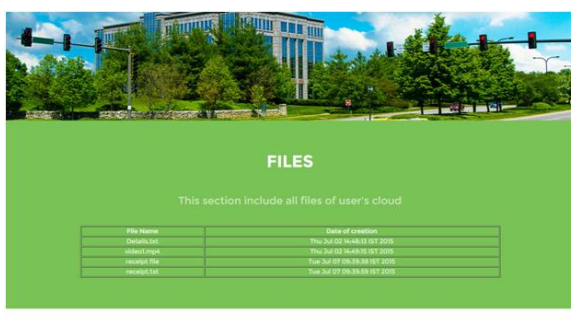 FILES
This section include all files of user's cloud
File Name Date of creation
Details.txt Thu Jul 02 14:48:13 IST 2015
video1.mp4 Thu Jul 02 14:49:15 IST 2015
receipt file Tue Jul 07 09:39:39 IST 2015
receipt.txt Tue Jul 07 09:39:59 IST 2015